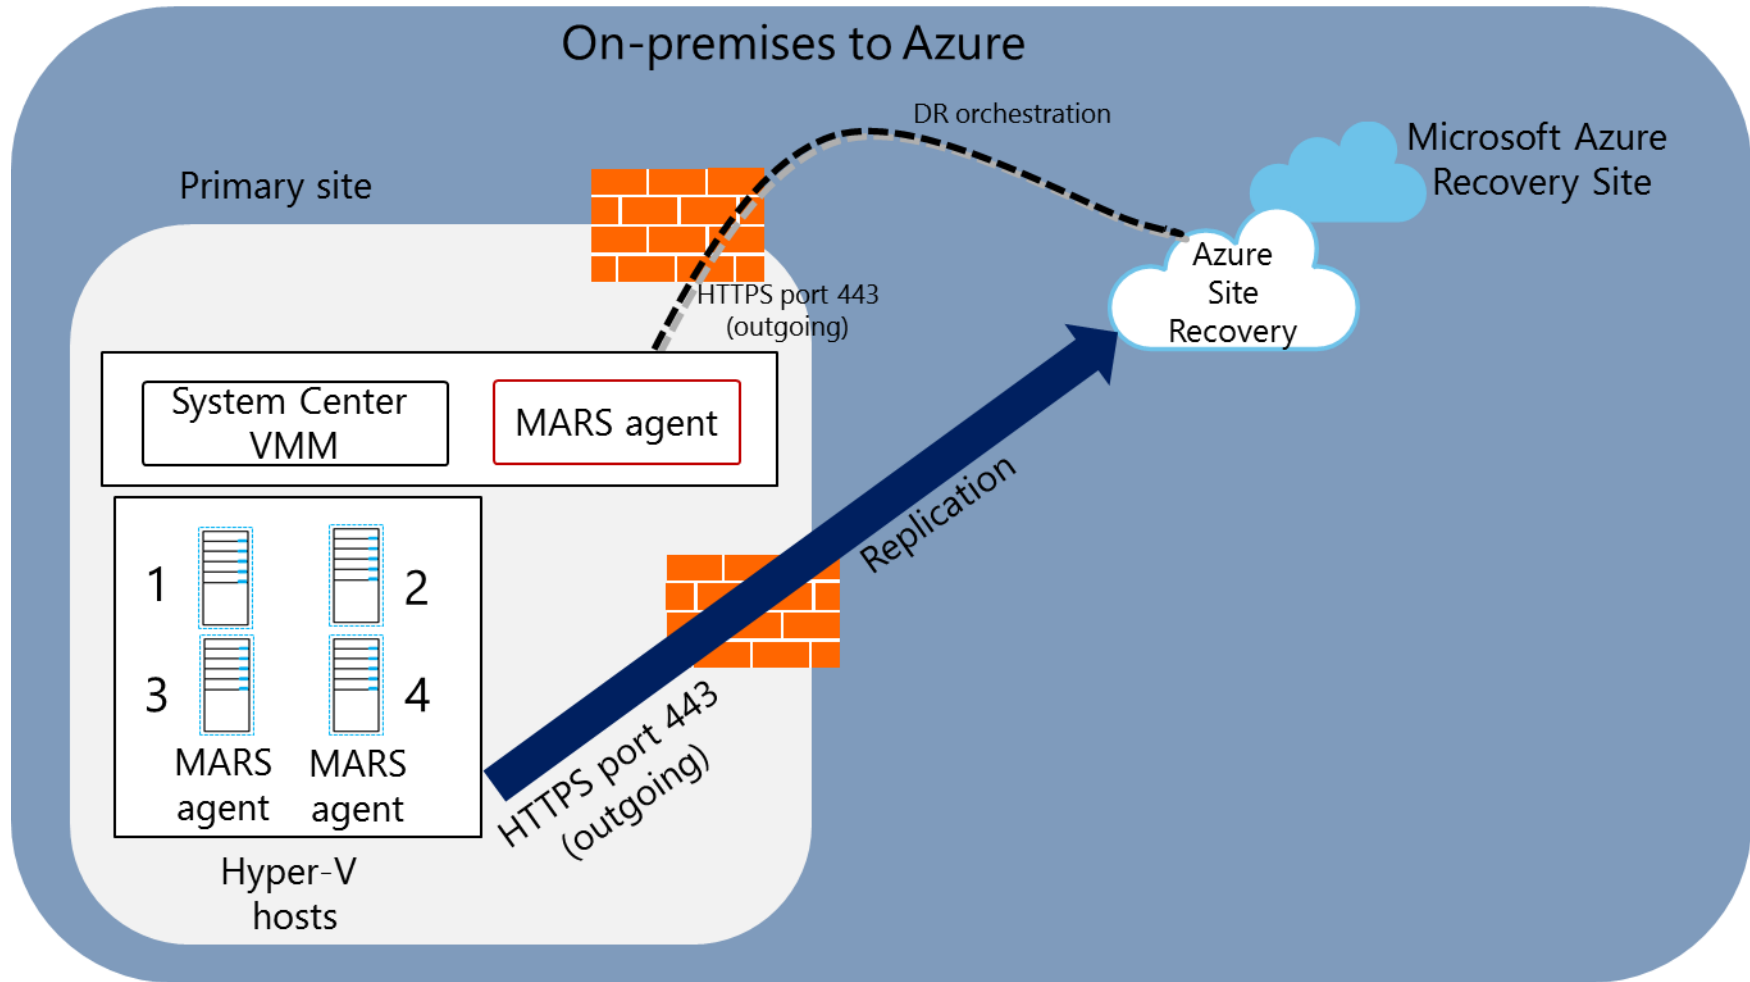 On-premises to Azure
DR orchestration
Microsoft Azure
Recovery Site
Primary site
Azure
Site
Recovery
HTTPS port 443
(outgoing)
System Center
VMM
MARS agent
Replication
1
2
3
4
MARS
agent
MARS
agent
HTTPS port 443
(outgoing)
Hyper-V
hosts